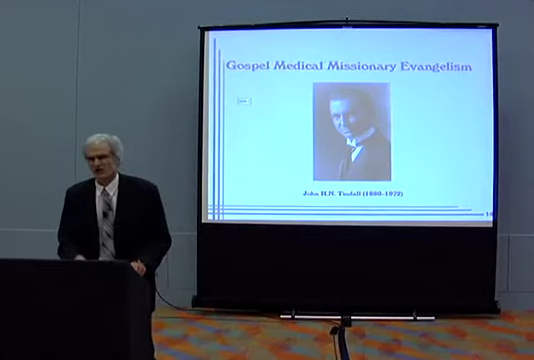 Gospel Medical Missionary Evangelism
John H.N. Tindall (1880–1972)